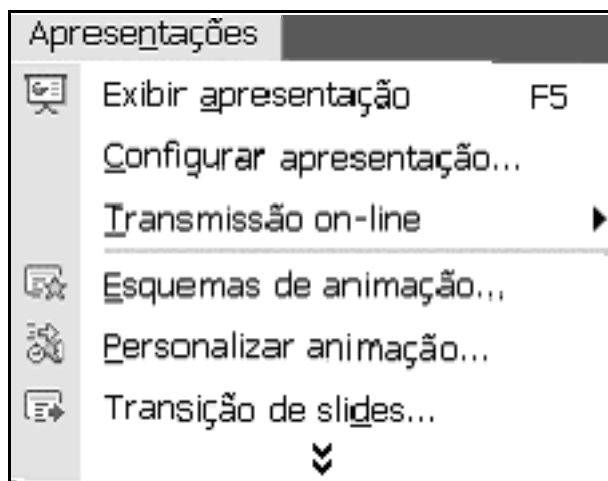 Apresentações
Exibir apresentação F5
Configurar apresentação...
Transmissão on-line
Esquemas de animação...
Personalizar animação...
Transição de slides...